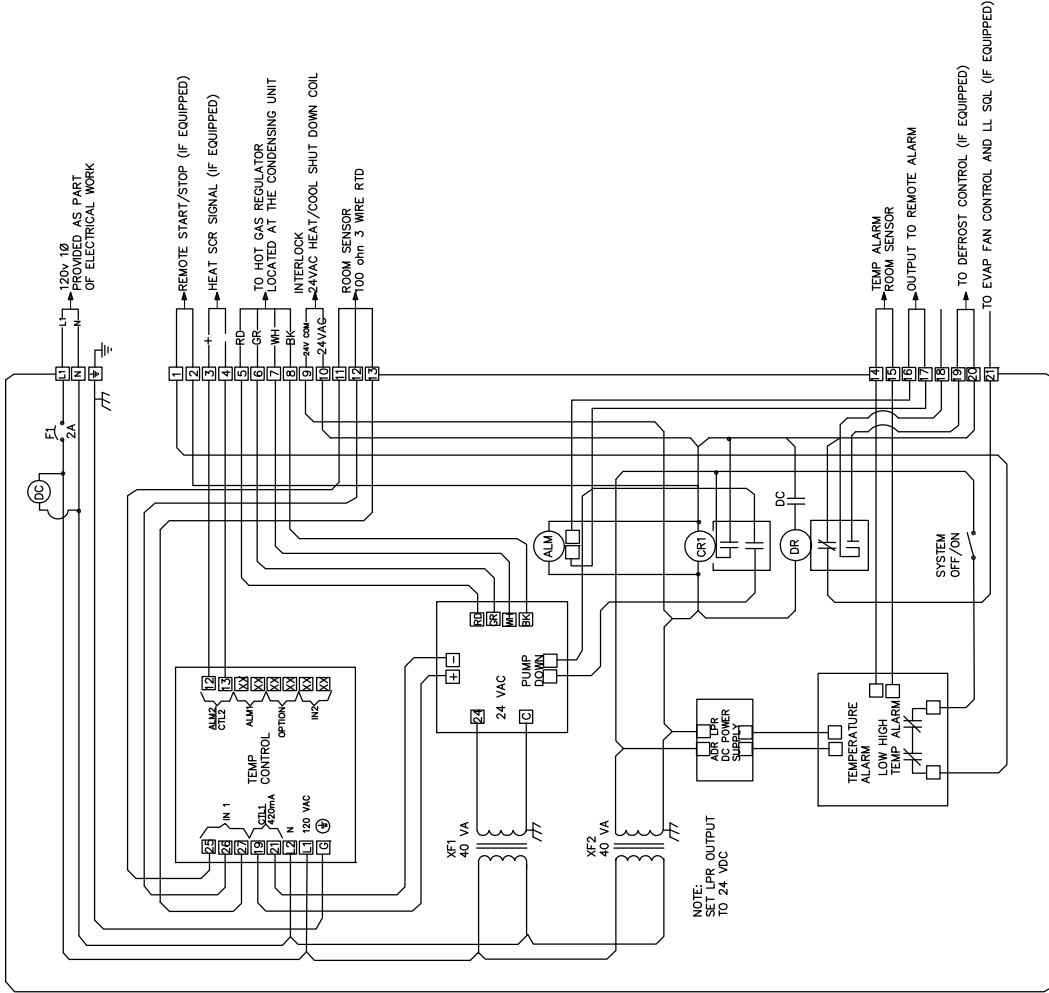 120v 1Ø
PROVIDED AS PART
OF ELECTRICAL WORK
L1
N
REMOTE START/STOP (IF EQUIPPED)
HEAT SCR SIGNAL (IF EQUIPPED)
+
-
TO HOT GAS REGULATOR
LOCATED AT THE CONDENSING UNIT
RD
GR
WH
BK
INTERLOCK
24VAC HEAT/COOL SHUT DOWN COIL
24V COM
24VAC
ROOM SENSOR
100 ohn 3 WIRE RTD
TEMP ALARM
ROOM SENSOR
OUTPUT TO REMOTE ALARM
TO DEFROST CONTROL (IF EQUIPPED)
TO EVAP FAN CONTROL AND LL SQL (IF EQUIPPED)
L1
N
1
2
3
4
5
6
7
8
9
10
11
12
13
14
15
16
17
18
19
20
21
F1
2A
DC
ALM
CR1
DC
DR
SYSTEM
OFF/ON
12
13
XX
XX
XX
XX
XX
XX
ALM2
CTL2
ALM1
OPTION
IN2
TEMP
CONTROL
IN 1
CTL1
420mA
N
120 VAC
25
26
27
19
21
L2
L1
G
+
-
RD
GR
WH
BK
24
24 VAC
C
PUMP
DOWN
XF1
40 VA
XF2
40 VA
ADR LPR
DC POWER
SUPPLY
NOTE:
SET LPR OUTPUT
TO 24 VDC
TEMPERATURE
ALARM
LOW HIGH
TEMP ALARM